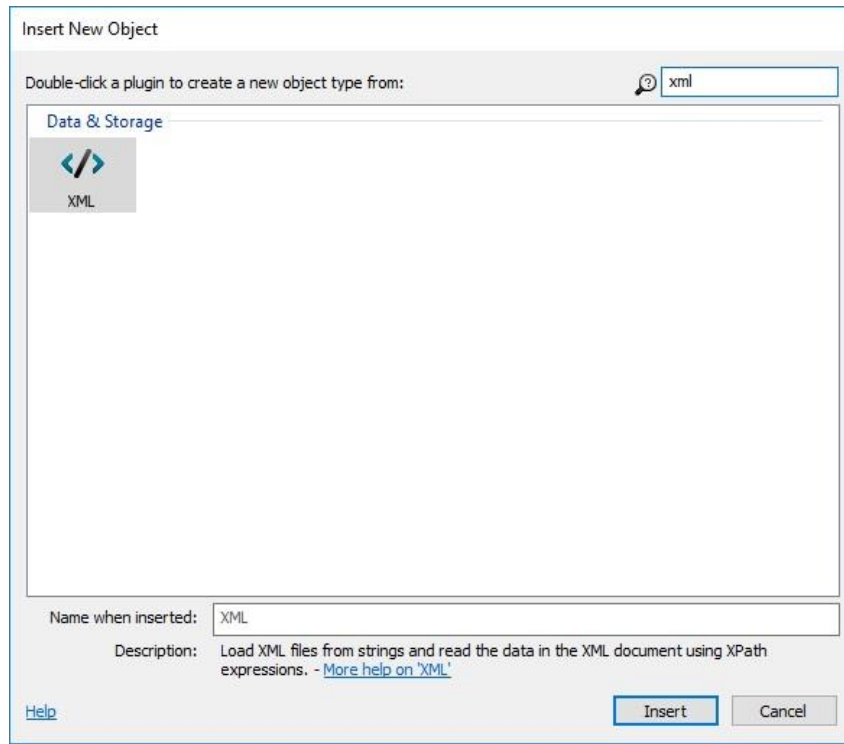 Insert New Object
Double-click a plugin to create a new object type from:
xml
Data & Storage
XML
Name when inserted: XML
Description: Load XML files from strings and read the data in the XML document using XPath
expressions. - More help on 'XML'
Help Insert Cancel